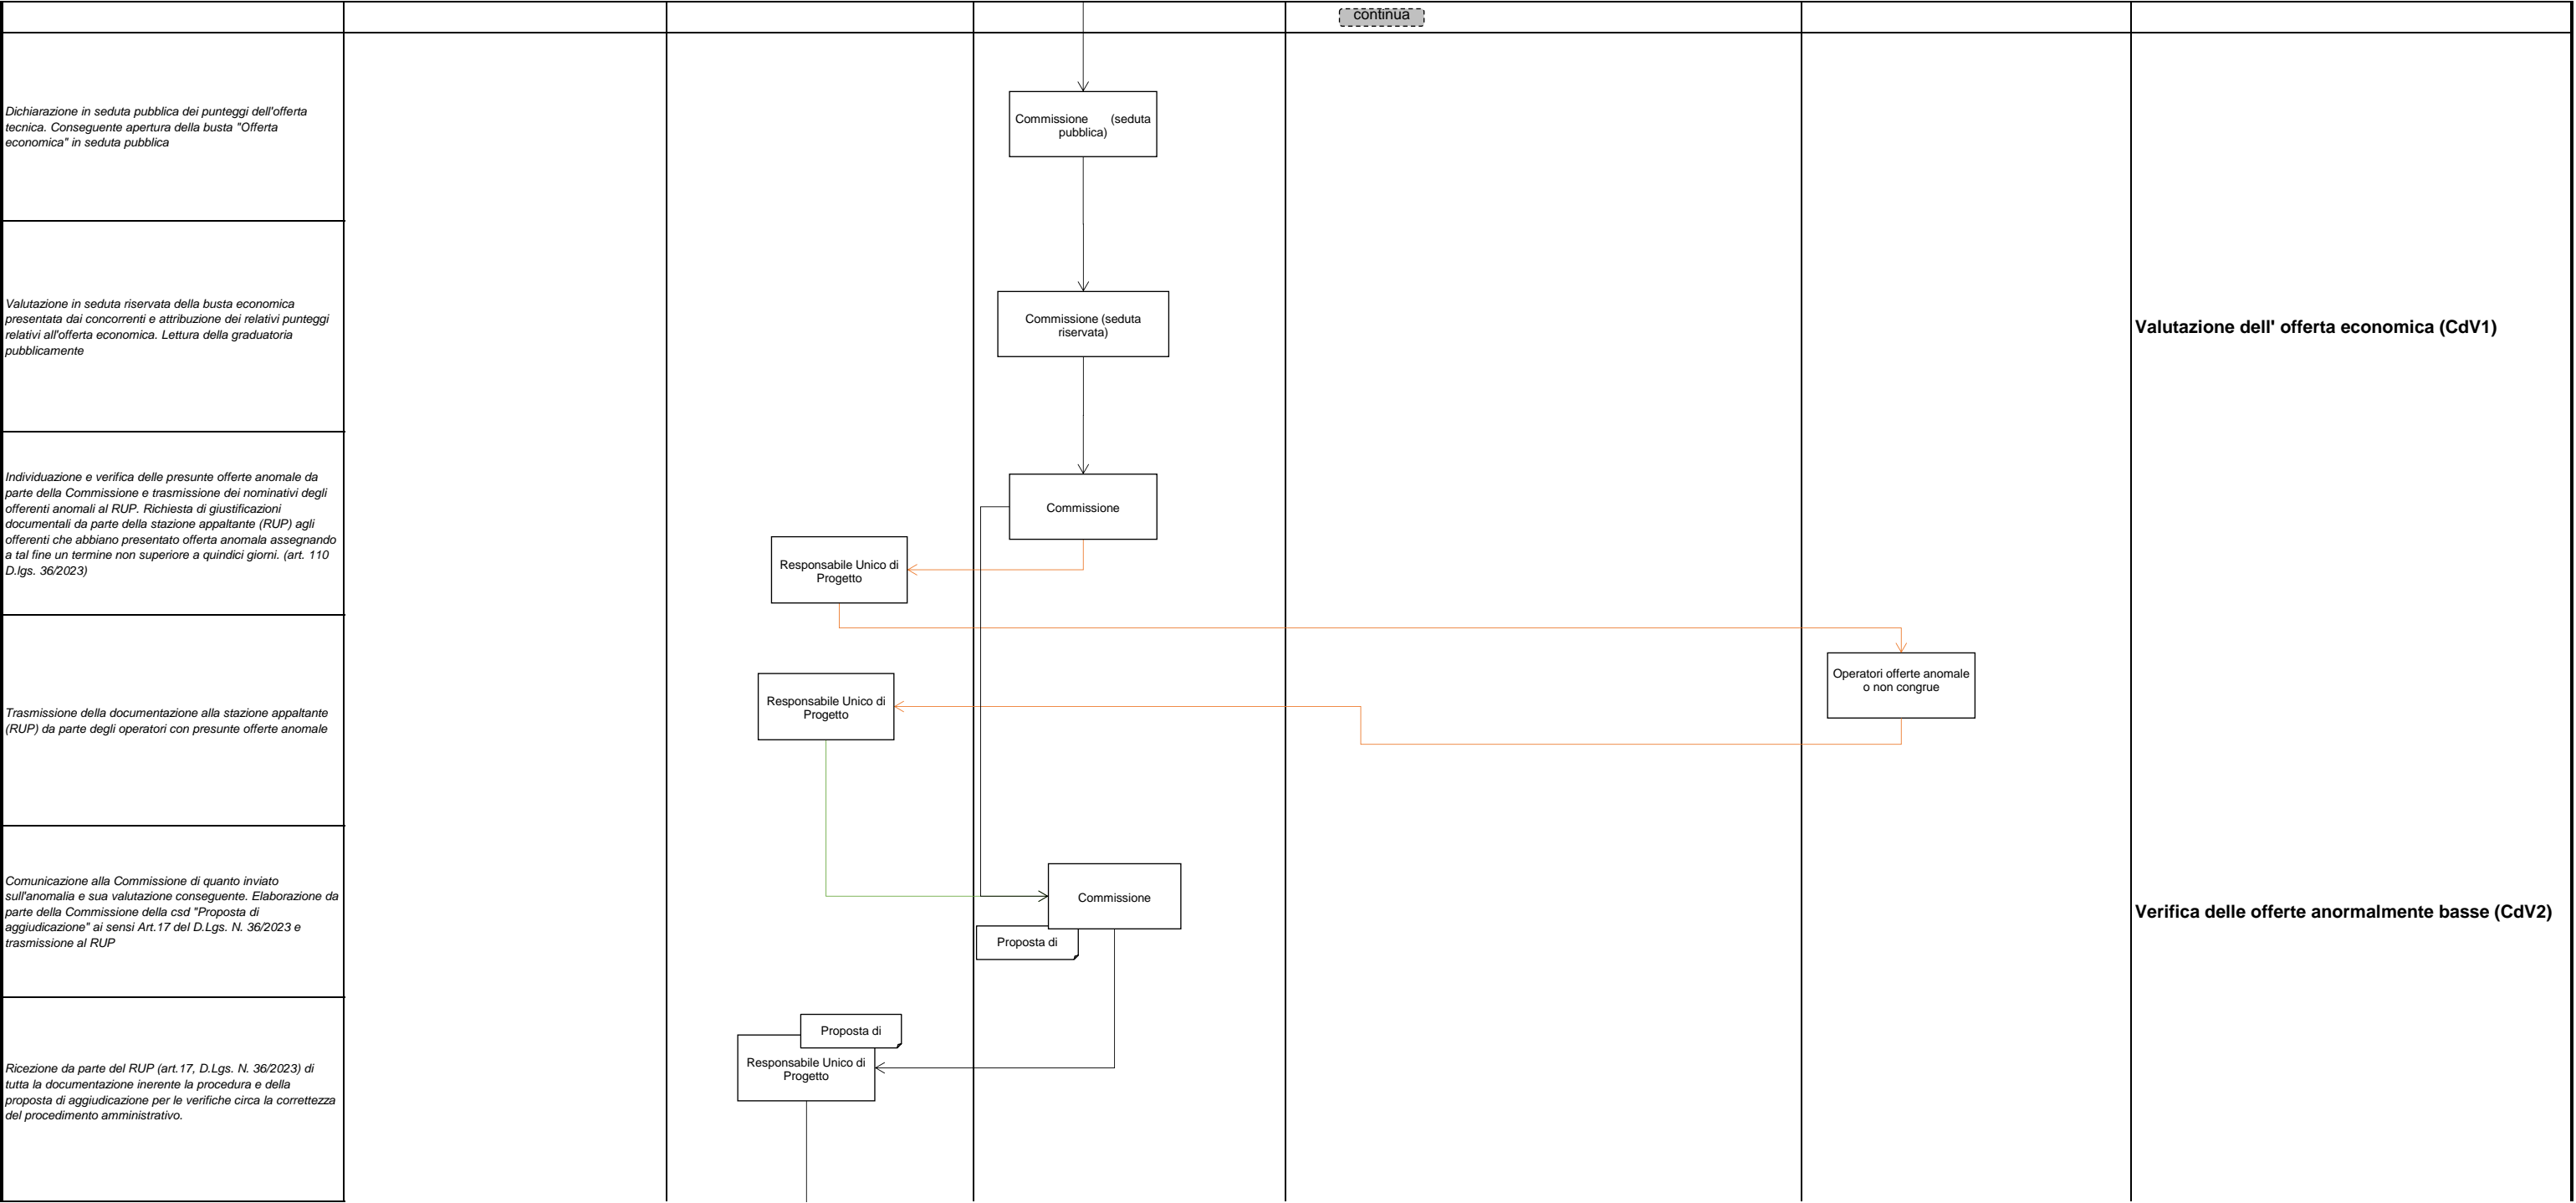 continua
Dichiarazione in seduta pubblica dei punteggi dell'offerta
tecnica. Conseguente apertura della busta "Offerta
economica" in seduta pubblica
Commissione (seduta
pubblica)
Valutazione in seduta riservata della busta economica
presentata dai concorrenti e attribuzione dei relativi punteggi
relativi all'offerta economica. Lettura della graduatoria
pubblicamente
Commissione (seduta
riservata)
Valutazione dell' offerta economica (CdV1)
Individuazione e verifica delle presunte offerte anomale da
parte della Commissione e trasmissione dei nominativi degli
offerenti anomali al RUP. Richiesta di giustificazioni
documentali da parte della stazione appaltante (RUP) agli
offerenti che abbiano presentato offerta anomala assegnando
a tal fine un termine non superiore a quindici giorni. (art. 110
D.lgs. 36/2023)
Commissione
Responsabile Unico di
Progetto
Trasmissione della documentazione alla stazione appaltante
(RUP) da parte degli operatori con presunte offerte anomale
Responsabile Unico di
Progetto
Operatori offerte anomale
o non congrue
Comunicazione alla Commissione di quanto inviato
sull'anomalia e sua valutazione conseguente. Elaborazione da
parte della Commissione della csd "Proposta di
aggiudicazione" ai sensi Art.17 del D.Lgs. N. 36/2023 e
trasmissione al RUP
Commissione
Proposta di
Verifica delle offerte anormalmente basse (CdV2)
Ricezione da parte del RUP (art.17, D.Lgs. N. 36/2023) di
tutta la documentazione inerente la procedura e della
proposta di aggiudicazione per le verifiche circa la correttezza
del procedimento amministrativo.
Proposta di
Responsabile Unico di
Progetto